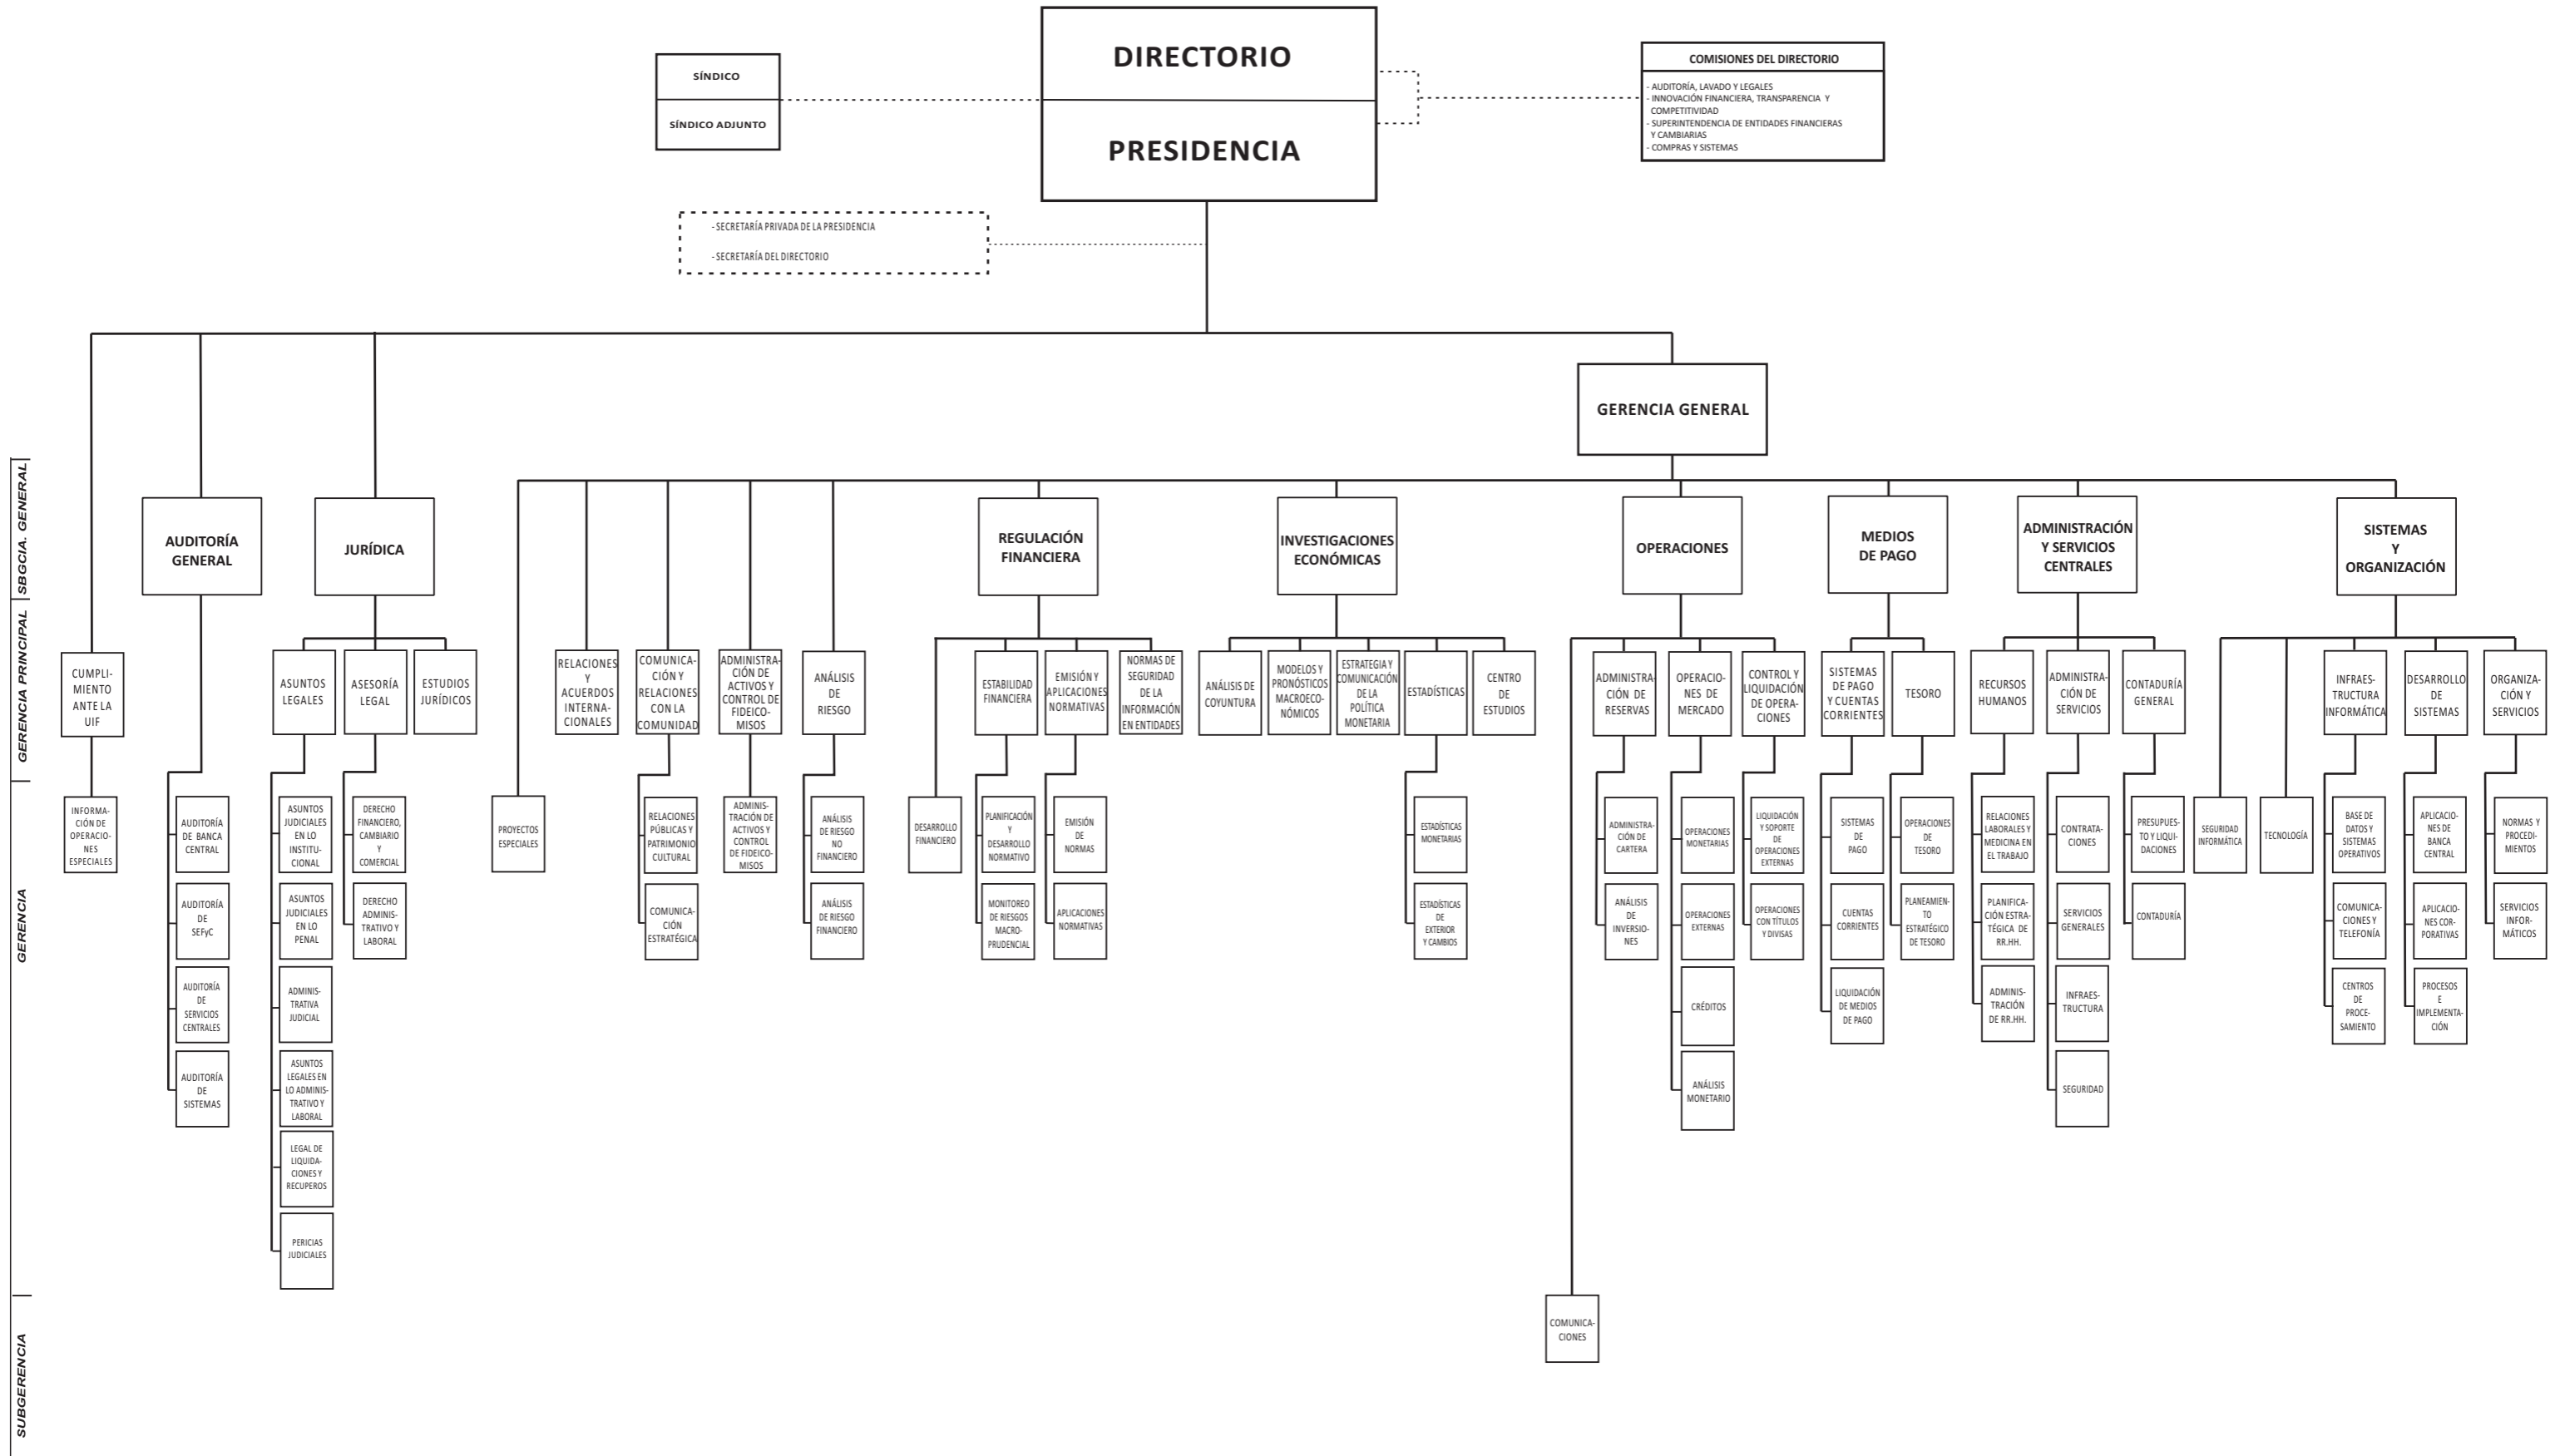 DIRECTORIO
PRESIDENCIA
SÍNDICO
SÍNDICO ADJUNTO
COMISIONES DEL DIRECTORIO
- AUDITORÍA, LAVADO Y LEGALES
- INNOVACIÓN FINANCIERA, TRANSPARENCIA Y
COMPETITIVIDAD
- SUPERINTENDENCIA DE ENTIDADES FINANCIERAS
Y CAMBIARIAS
- COMPRAS Y SISTEMAS
- SECRETARÍA PRIVADA DE LA PRESIDENCIA
- SECRETARÍA DEL DIRECTORIO
GERENCIA GENERAL
SBGCIA. GENERAL
AUDITORÍA
GENERAL
JURÍDICA
REGULACIÓN
FINANCIERA
INVESTIGACIONES
ECONÓMICAS
OPERACIONES
MEDIOS
DE PAGO
ADMINISTRACIÓN
Y SERVICIOS
CENTRALES
SISTEMAS
Y
ORGANIZACIÓN
GERENCIA PRINCIPAL
CUMPLI-
MIENTO
ANTE LA
UIF
ASUNTOS
LEGALES
ASESORÍA
LEGAL
ESTUDIOS
JURÍDICOS
RELACIONES
Y
ACUERDOS
INTERNA-
CIONALES
COMUNICA-
CIÓN Y
RELACIONES
CON LA
COMUNIDAD
ADMINISTRA-
CIÓN DE
ACTIVOS Y
CONTROL DE
FIDEICO-
MISOS
ANÁLISIS
DE
RIESGO
ESTABILIDAD
FINANCIERA
EMISIÓN Y
APLICACIONES
NORMATIVAS
NORMAS DE
SEGURIDAD
DE LA
INFORMACIÓN
EN ENTIDADES
ANÁLISIS DE
COYUNTURA
MODELOS Y
PRONÓSTICOS
MACROECO-
NÓMICOS
ESTRATEGIA Y
COMUNICACIÓN
DE LA
POLÍTICA
MONETARIA
ESTADÍSTICAS
CENTRO
DE
ESTUDIOS
ADMINISTRA-
CIÓN DE
RESERVAS
OPERACIO-
NES DE
MERCADO
CONTROL Y
LIQUIDACIÓN
DE OPERA-
CIONES
SISTEMAS
DE PAGO
Y CUENTAS
CORRIENTES
TESORO
RECURSOS
HUMANOS
ADMINISTRA-
CIÓN DE
SERVICIOS
CONTADURÍA
GENERAL
INFRAES-
TRUCTURA
INFORMÁTICA
DESARROLLO
DE
SISTEMAS
ORGANIZA-
CIÓN Y
SERVICIOS
GERENCIA
INFORMA-
CIÓN DE
OPERACIO-
NES
ESPECIALES
AUDITORÍA
DE BANCA
CENTRAL
AUDITORÍA
DE
SEFyC
AUDITORÍA
DE
SERVICIOS
CENTRALES
AUDITORÍA
DE
SISTEMAS
ASUNTOS
JUDICIALES
EN LO
INSTITU-
CIONAL
ASUNTOS
JUDICIALES
EN LO
PENAL
ADMINIS-
TRATIVA
JUDICIAL
ASUNTOS
LEGALES EN
LO ADMINIS-
TRATIVO Y
LABORAL
LEGAL DE
LIQUIDA-
CIONES Y
RECUPEROS
PERICIAS
JUDICIALES
DERECHO
FINANCIERO,
CAMBIARIO
Y
COMERCIAL
DERECHO
ADMINIS-
TRATIVO Y
LABORAL
PROYECTOS
ESPECIALES
RELACIONES
PÚBLICAS Y
PATRIMONIO
CULTURAL
COMUNICA-
CIÓN
ESTRATÉGICA
ADMINIS-
TRACIÓN DE
ACTIVOS Y
CONTROL
DE FIDEICO-
MISOS
ANÁLISIS
DE RIESGO
NO
FINANCIERO
ANÁLISIS
DE RIESGO
FINANCIERO
DESARROLLO
FINANCIERO
PLANIFICACIÓN
Y
DESARROLLO
NORMATIVO
MONITOREO
DE RIESGOS
MACRO-
PRUDENCIAL
EMISIÓN
DE
NORMAS
APLICACIONES
NORMATIVAS
ESTADÍSTICAS
MONETARIAS
ESTADÍSTICAS
DE
EXTERIOR
Y CAMBIOS
ADMINISTRA-
CIÓN DE
CARTERA
ANÁLISIS
DE
INVERSIO-
NES
OPERACIONES
MONETARIAS
OPERACIONES
EXTERNAS
CRÉDITOS
ANÁLISIS
MONETARIO
LIQUIDACIÓN
Y SOPORTE
DE
OPERACIONES
EXTERNAS
OPERACIONES
CON TÍTULOS
Y DIVISAS
SISTEMAS
DE
PAGO
CUENTAS
CORRIENTES
LIQUIDACIÓN
DE MEDIOS
DE PAGO
OPERACIONES
DE
TESORO
PLANEAMIEN-
TO
ESTRATÉGICO
DE TESORO
RELACIONES
LABORALES Y
MEDICINA EN
EL TRABAJO
PLANIFICA-
CIÓN ESTRA-
TÉGICA DE
RR.HH.
ADMINIS-
TRACIÓN
DE RR.HH.
CONTRATA-
CIONES
SERVICIOS
GENERALES
INFRAES-
TRUCTURA
SEGURIDAD
PRESUPUES-
TO Y LIQUI-
DACIONES
CONTADURÍA
SEGURIDAD
INFORMÁTICA
TECNOLOGÍA
BASE DE
DATOS Y
SISTEMAS
OPERATIVOS
COMUNICA-
CIONES Y
TELEFONÍA
CENTROS
DE
PROCE-
SAMIENTO
APLICACIO-
NES DE
BANCA
CENTRAL
APLICACIO-
NES COR-
PORATIVAS
PROCESOS
E
IMPLEMENTA-
CIÓN
NORMAS Y
PROCEDI-
MIENTOS
SERVICIOS
INFOR-
MÁTICOS
SUBGERENCIA
COMUNICA-
CIONES